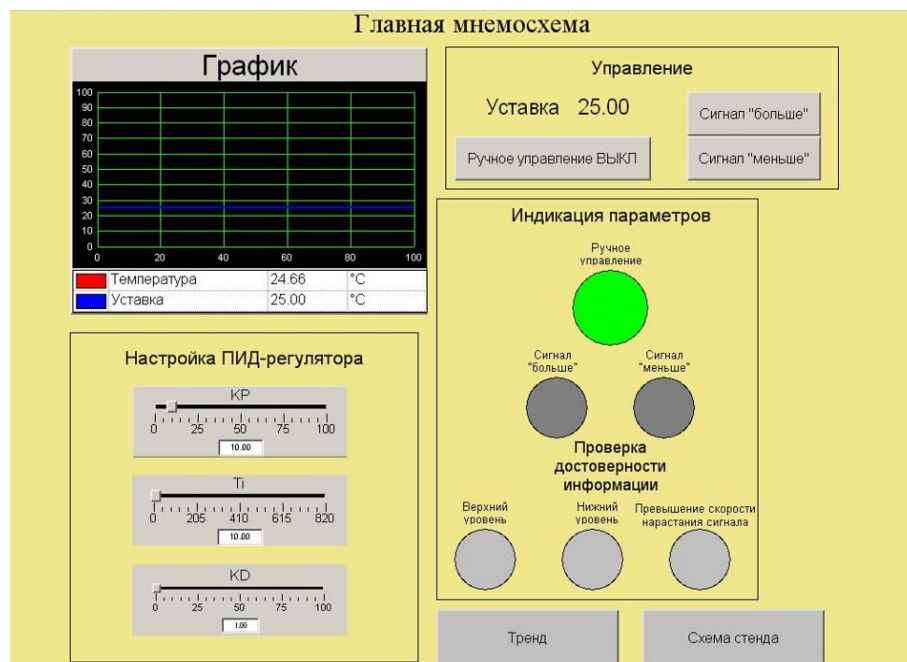 Главная мнемосхема
График
100
90
80
70
60
50
40
30
20
10
0
0 20 40 60 80 100
Температура 24.66 °C
Уставка 25.00 °C
Управление
Уставка 25.00
Сигнал "больше"
Ручное управление ВЫКЛ
Сигнал "меньше"
Индикация параметров
Ручное
управление
Сигнал
"больше"
Сигнал
"меньше"
Проверка
достоверности
информации
Верхний
уровень
Нижний
уровень
Превышение скорости
нарастания сигнала
Настройка ПИД-регулятора
KP
0 25 50 75 100
10.00
Ti
0 205 410 615 820
10.00
KD
0 25 50 75 100
1.00
Тренд
Схема стенда